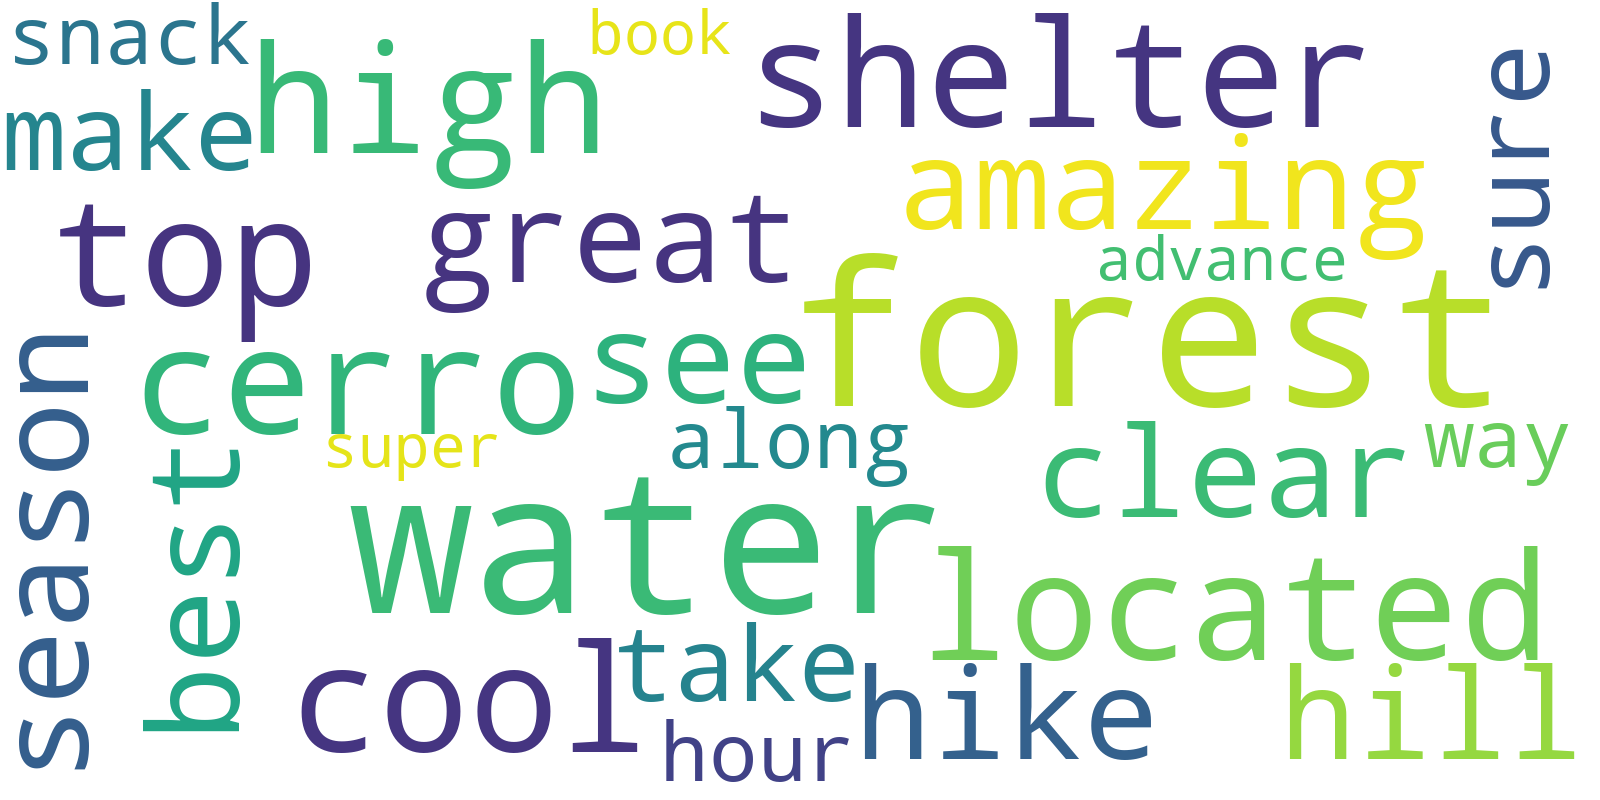 snack
book
high
shelter
make
sure
amazing
top
great
advance
forest
season
cerro
see
super
along
clear
way
best
water
located
cool
take
hike
hill
hour